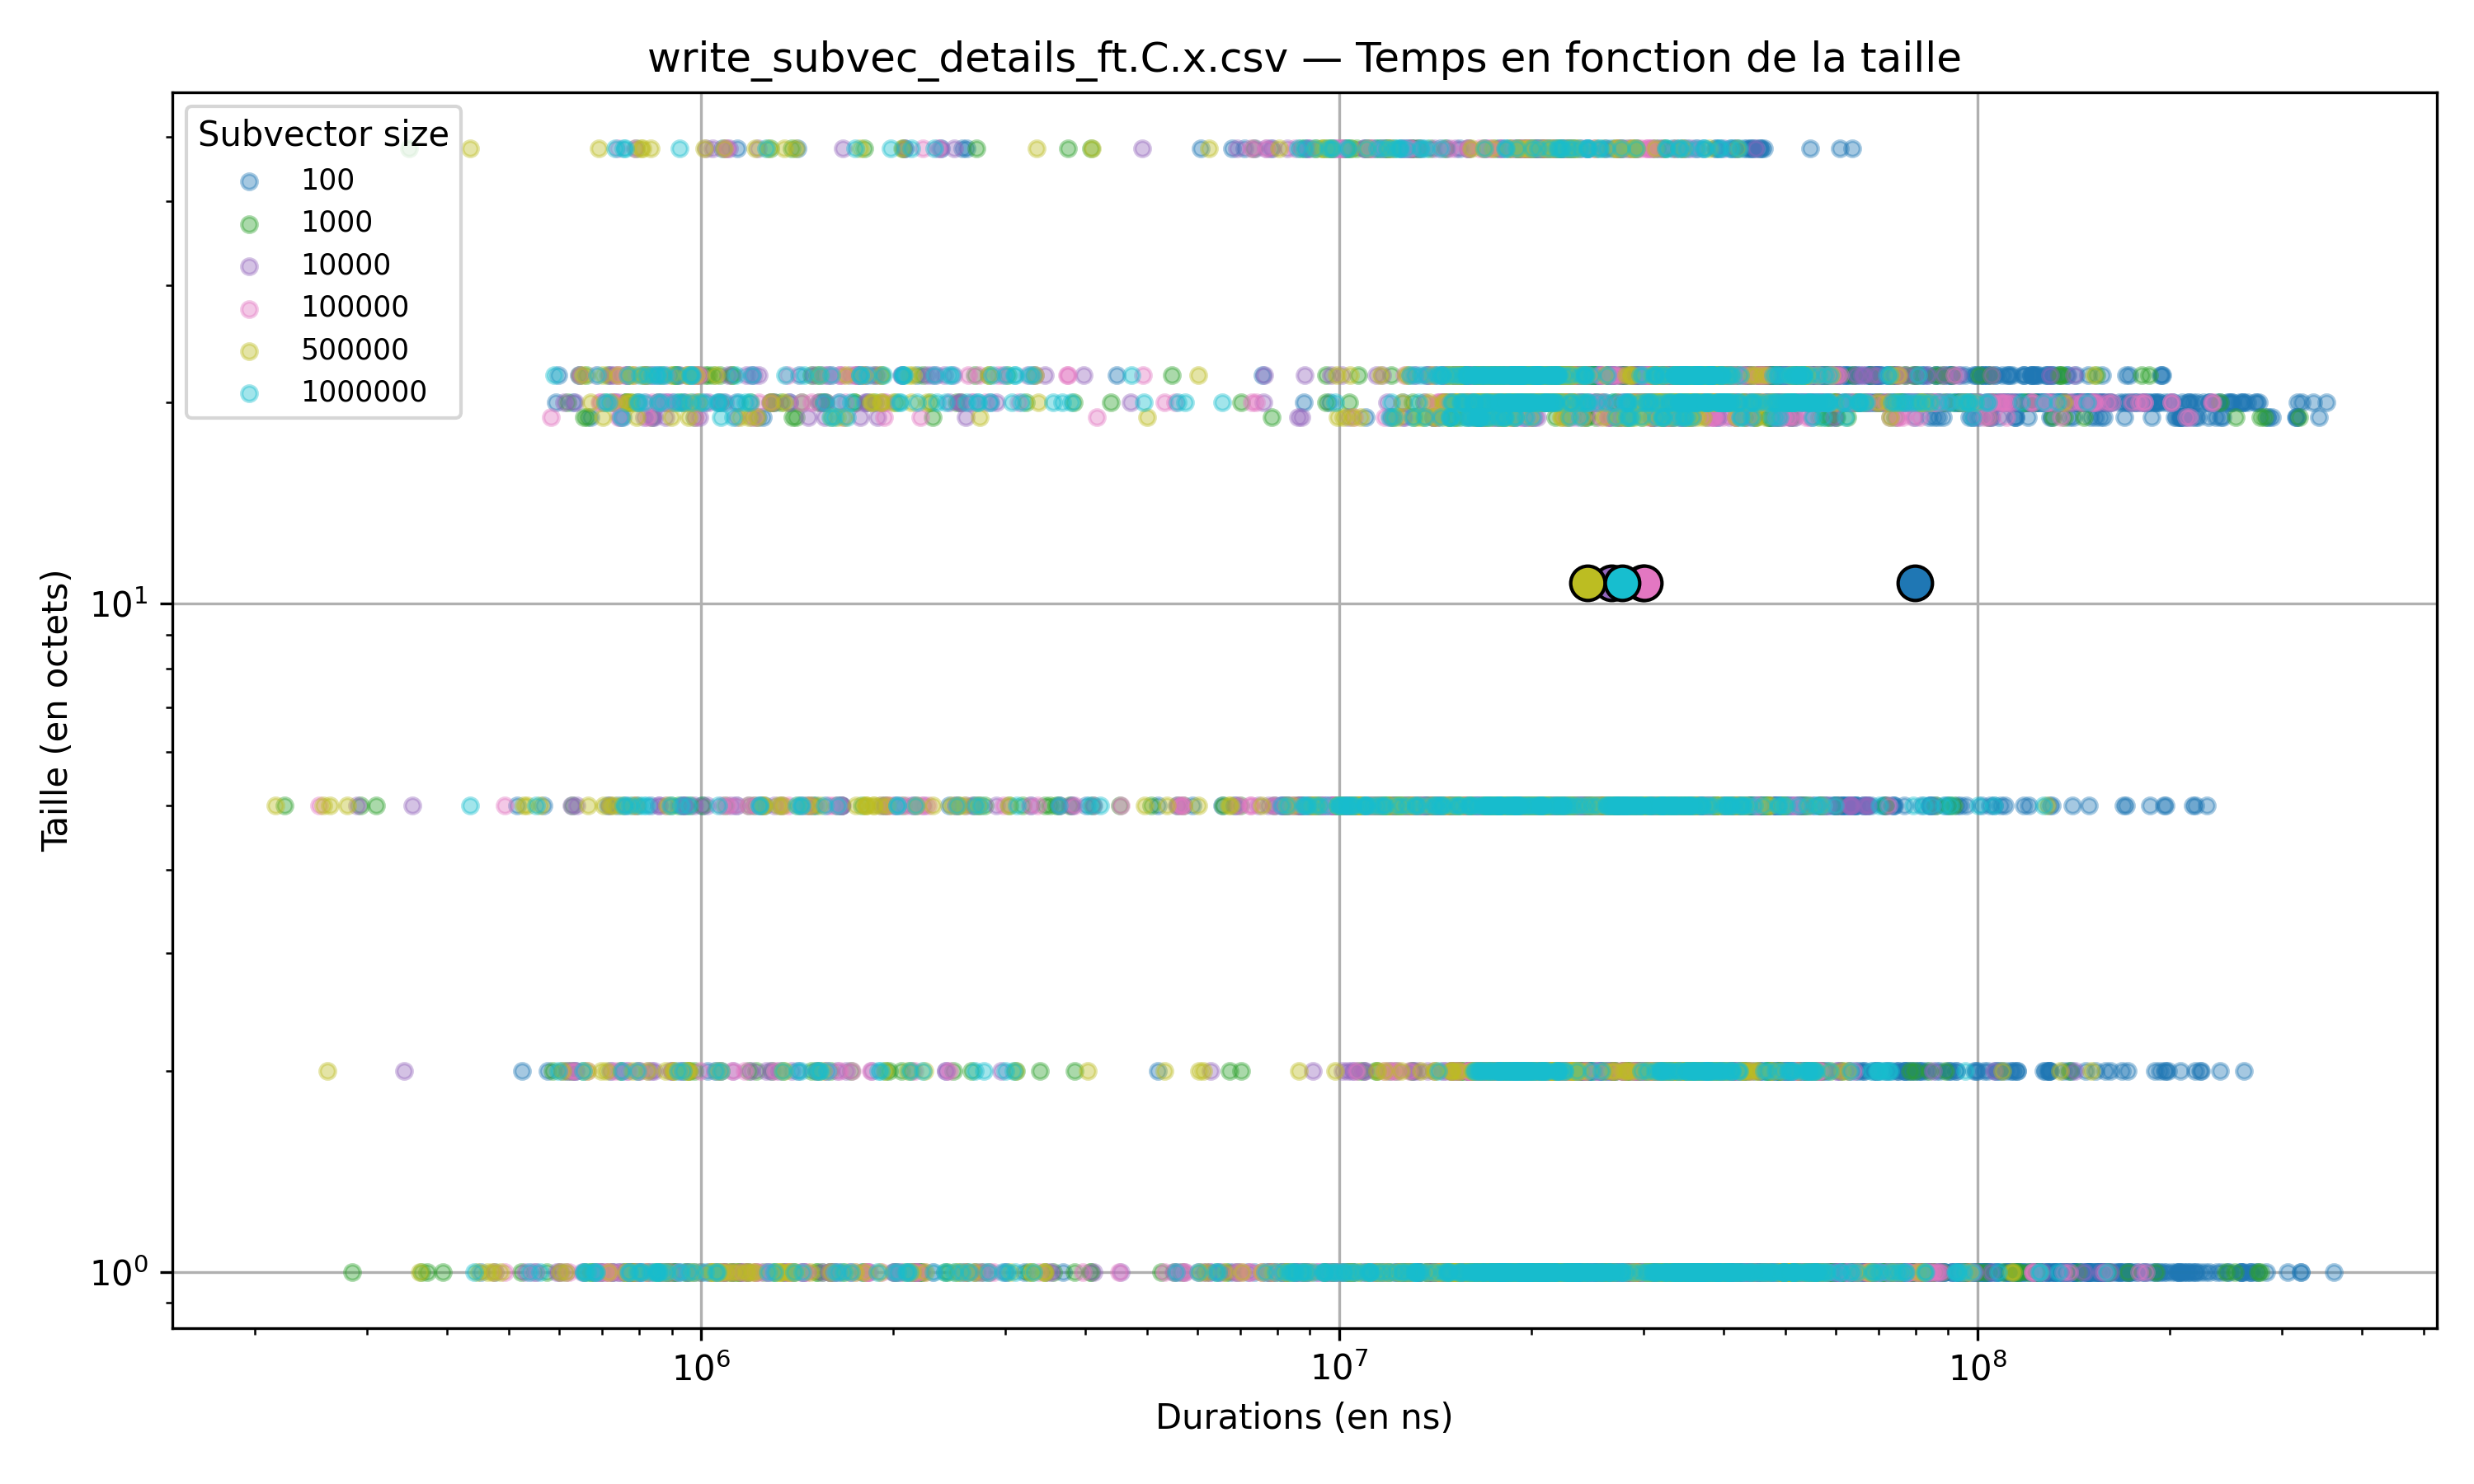 write_subvec_details_ft.C.x.csv — Temps en fonction de la taille
Subvector size
100
1000
10000
100000
500000
1000000
Taille (en octets)
10¹
10⁰
10⁶
10⁷
10⁸
Durations (en ns)